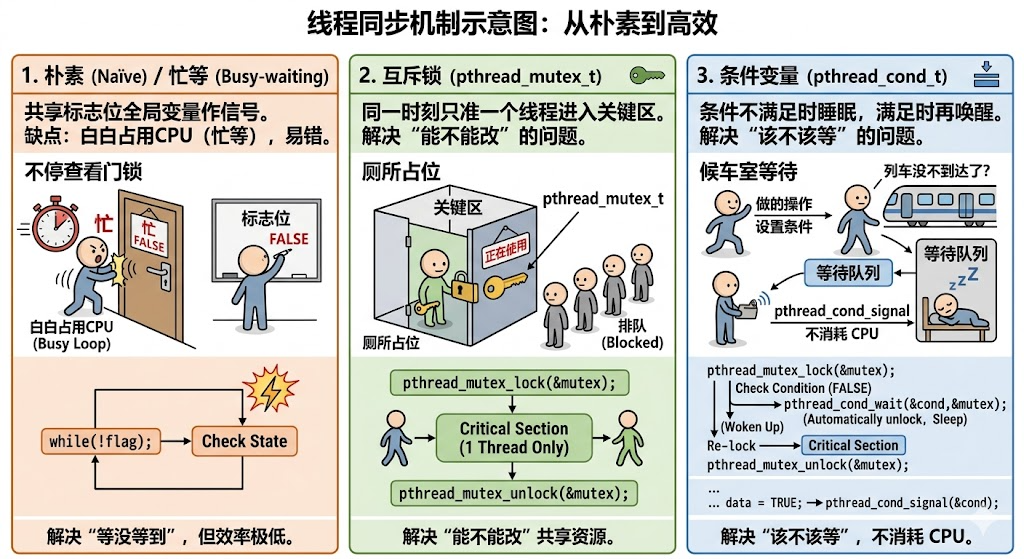 线程同步机制示意图：从朴素到高效
1. 朴素 (Naïve) / 忙等 (Busy-waiting)
共享标志位全局变量作信号。
缺点：白白占用CPU（忙等），易错。
不停查看门锁
忙
忙
FALSE
标志位
FALSE
白白占用CPU
(Busy Loop)
while(!flag);
Check State
解决“等没等到”，但效率极低。
2. 互斥锁 (pthread_mutex_t)
同一时刻只准一个线程进入关键区。
解决“能不能改”的问题。
厕所占位
关键区
pthread_mutex_t
正在使用
厕所占位
排队
(Blocked)
pthread_mutex_lock(&mutex);
Critical Section
(1 Thread Only)
pthread_mutex_unlock(&mutex);
解决“能不能改”共享资源。
3. 条件变量 (pthread_cond_t)
条件不满足时睡眠，满足时再唤醒。
解决“该不该等”的问题。
候车室等待
列车没不到达了？
做的操作
设置条件
等待队列
等待队列
zZZ
pthread_cond_signal
不消耗 CPU
pthread_mutex_lock(&mutex);
Check Condition (FALSE)
pthread_cond_wait(&cond,&mutex);
(Automatically unlock, Sleep)
(Woken Up)
Re-lock
Critical Section
pthread_mutex_unlock(&mutex);
...
... data = TRUE;
pthread_cond_signal(&cond);
解决“该不该等”，不消耗 CPU。